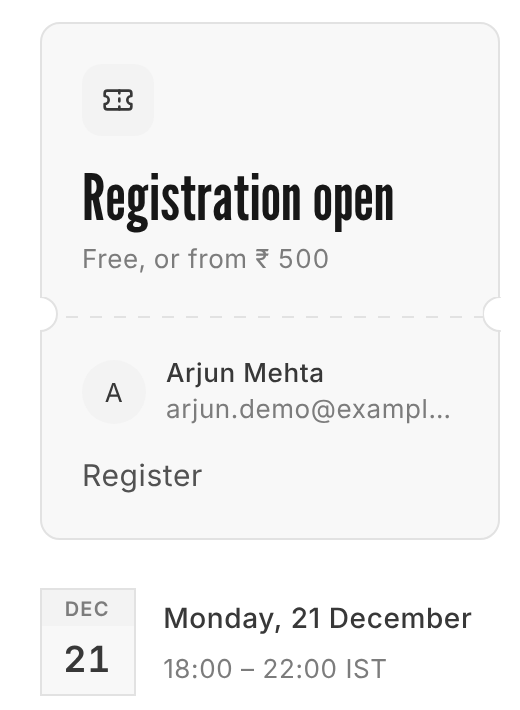 Registration open
Free, or from ₹ 500
A
Arjun Mehta
arjun.demo@exampl...
Register
DEC
21
Monday, 21 December
18:00 – 22:00 IST